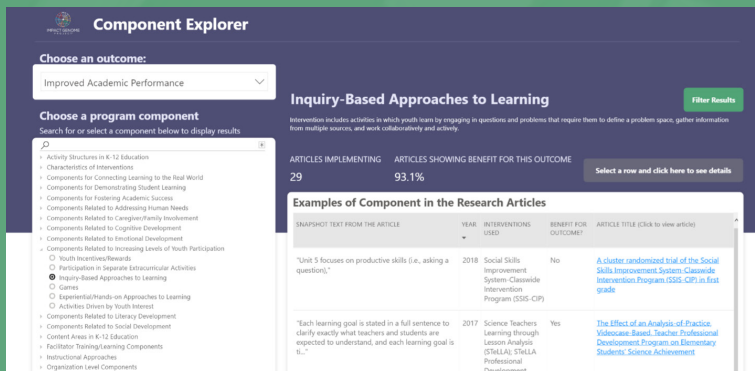 IMPACT GENOME
PROJECT
Component Explorer
Choose an outcome:
Improved Academic Performance
Choose a program component
Search for or select a component below to display results
Activity Structures in K-12 Education
Characteristics of Interventions
Components for Connecting Learning to the Real World
Components for Demonstrating Student Learning
Components for Fostering Academic Success
Components Related to Addressing Human Needs
Components Related to Caregiver/Family Involvement
Components Related to Cognitive Development
Components Related to Emotional Development
Components Related to Increasing Levels of Youth Participation
Youth Incentives/Rewards
Participation in Separate Extracurricular Activities
Inquiry-Based Approaches to Learning
Games
Experiential/Hands-on Approaches to Learning
Activities Driven by Youth Interest
Components Related to Literacy Development
Components Related to Social Development
Content Areas in K-12 Education
Facilitator Training/Learning Components
Instructional Approaches
Organization Level Components
Inquiry-Based Approaches to Learning
Filter Results
Intervention includes activities in which youth learn by engaging in questions and problems that require them to define a problem space, gather information
from multiple sources, and work collaboratively and actively.
ARTICLES IMPLEMENTING
29
ARTICLES SHOWING BENEFIT FOR THIS OUTCOME
93.1%
Select a row and click here to see details
Examples of Component in the Research Articles
SNAPSHOT TEXT FROM THE ARTICLE YEAR INTERVENTIONS BENEFIT FOR ARTICLE TITLE (Click to view article)
USED OUTCOME?
"Unit 5 focuses on productive skills (i.e., asking a 2018 Social Skills No A cluster randomized trial of the Social
question)," Improvement Skills Improvement System-Classwide
System-Classwide Intervention Program (SSIS-CIP) in first
Intervention grade
Program (SSIS-CIP)
"Each learning goal is stated in a full sentence to 2017 Science Teachers Yes The Effect of an Analysis-of-Practice,
clarify exactly what teachers and students are Learning through Videocase-Based, Teacher Professional
expected to understand, and each learning goal is Lesson Analysis Development Program on Elementary
ti..." (STeLLA); STeLLA Students' Science Achievement
Professional
Development